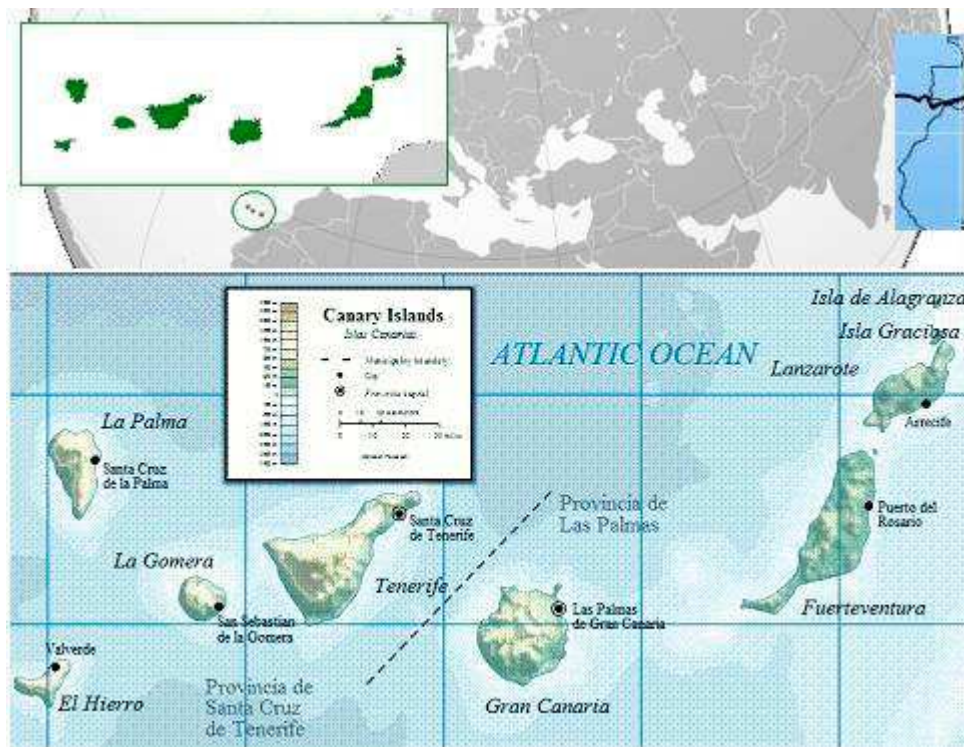 Canary Islands
Islas Canarias
City
ATLANTIC OCEAN
Isla de Alagranza
Isla Graciosa
Lanzarote
Arrecife
La Palma
Santa Cruz
de la Palma
Provincia de
Las Palmas
Santa Cruz
de Tenerife
Puerto del
Rosario
La Gomera
Tenerife
San Sebastian
de la Gomera
Las Palmas
de Gran Canaria
Fuerteventura
Valverde
El Hierro
Provincia de
Santa Cruz
de Tenerife
Gran Canaria